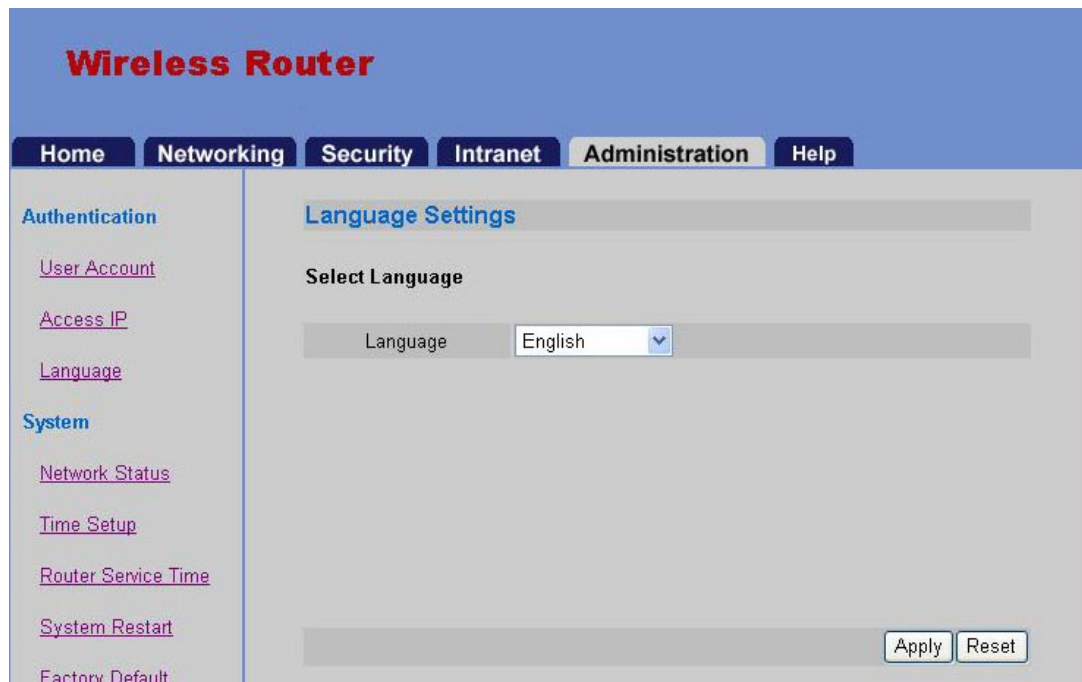 Wireless Router
Home Networking Security Intranet Administration Help
Authentication
User Account
Access IP
Language
System
Network Status
Time Setup
Router Service Time
System Restart
Factory Default
Language Settings
Select Language
Language English
Apply Reset